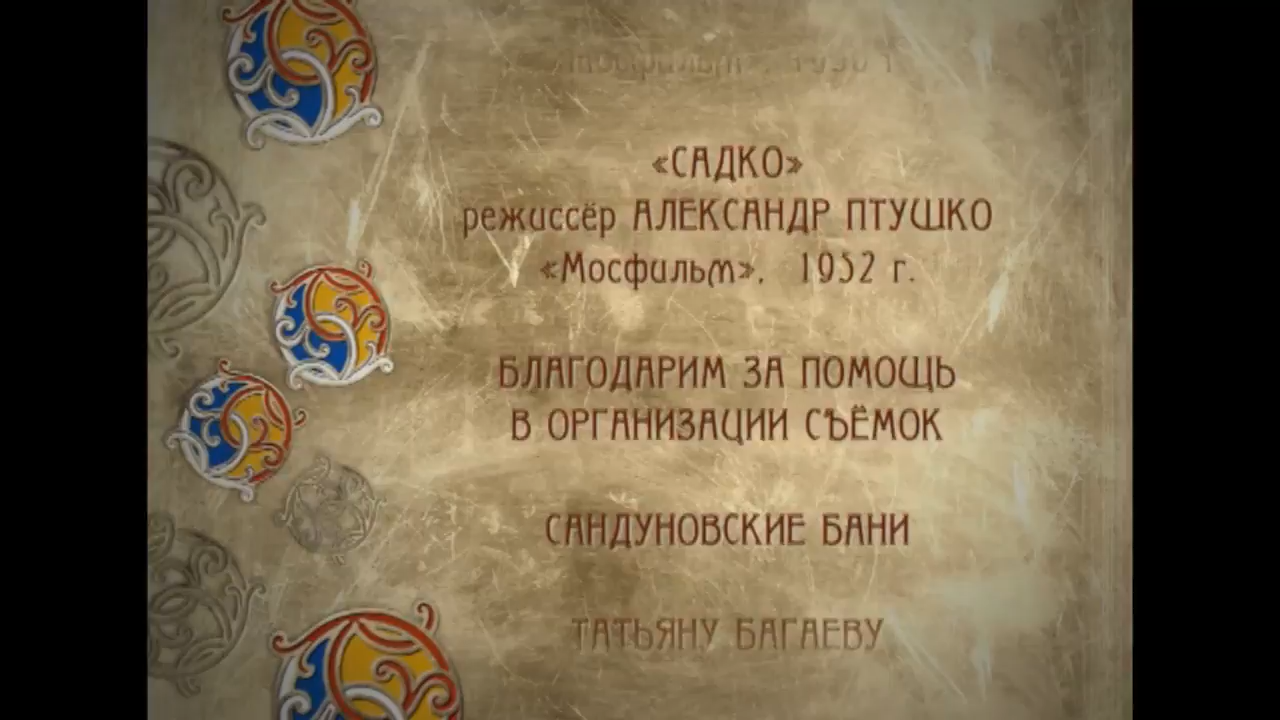 «САДКО»
режиссёр АЛЕКСАНДР ПТУШКО
«Мосфильм», 1952 г.
БЛАГОДАРИМ ЗА ПОМОЩЬ
В ОРГАНИЗАЦИИ СЪЁМОК
САНДУНОВСКИЕ БАНИ
ТАТЬЯНУ БАГАЕВУ